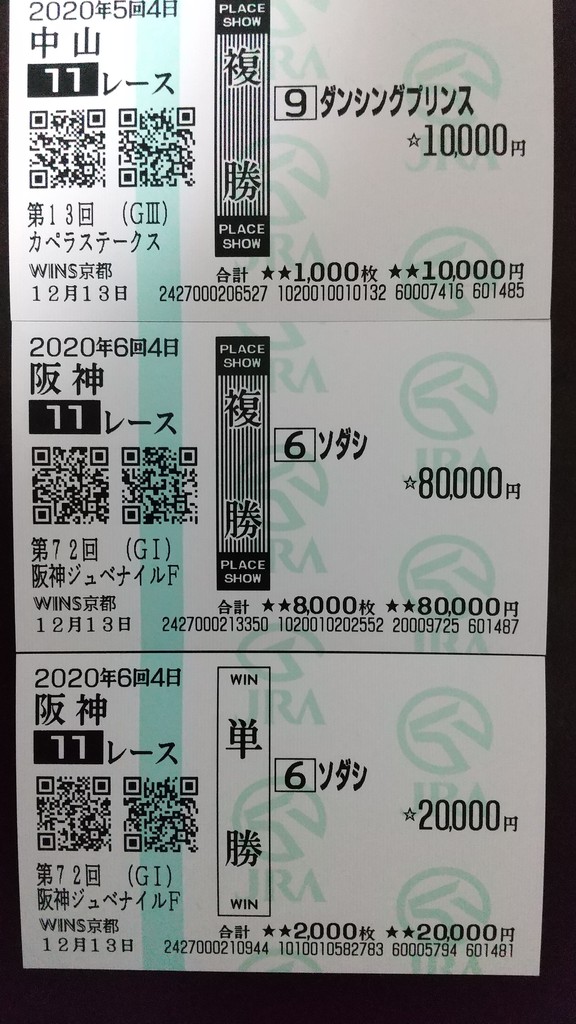 2020年5回4日
中山
11レース
第13回 (GⅢ)
カペラステークス
WINS京都
12月13日
PLACE
SHOW
複
勝
PLACE
SHOW
9 ダンシングプリンス
☆10,000円
合計 ★★1,000枚 ★★10,000円
2427000206527 1020010010132 60007416 601485
JRA
2020年6回4日
阪神
11レース
第72回 (GI)
阪神ジュベナイルF
WINS京都
12月13日
PLACE
SHOW
複
勝
PLACE
SHOW
6 ソダシ
☆80,000円
合計 ★★8,000枚 ★★80,000円
2427000213350 1020010202552 20009725 601487
JRA
2020年6回4日
阪神
11レース
第72回 (GI)
阪神ジュベナイルF
WINS京都
12月13日
WIN
単
勝
WIN
6 ソダシ
☆20,000円
合計 ★★2,000枚 ★★20,000円
2427000210944 1010010582783 60005794 601481
JRA